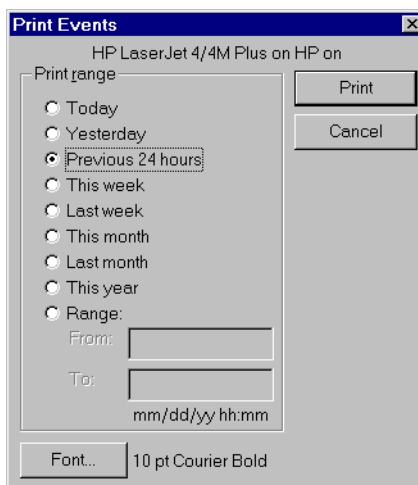 Print Events
HP LaserJet 4/4M Plus on HP on
Print range
Print
Today
Cancel
Yesterday
Previous 24 hours
This week
Last week
This month
Last month
This year
Range:
From:
To:
mm/dd/yy hh:mm
Font... 10 pt Courier Bold